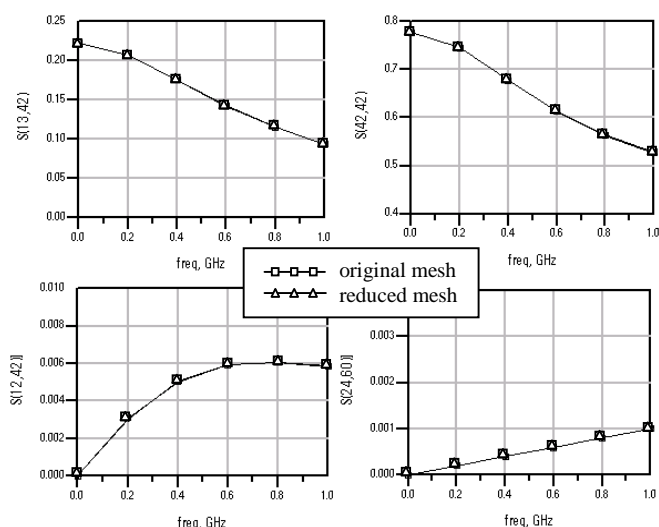 0.25
0.20
0.15
0.10
0.05
0.00
S(13,42)
0.0 0.2 0.4 0.6 0.8 1.0
freq, GHz
0.8
0.7
0.6
0.5
0.4
S(42,42)
0.0 0.2 0.4 0.6 0.8 1.0
freq, GHz
original mesh
reduced mesh
0.010
0.008
0.006
0.004
0.002
0.000
S(12,42)]
0.0 0.2 0.4 0.6 0.8 1.0
freq, GHz
0.003
0.002
0.001
0.000
S(24,60)]
0.0 0.2 0.4 0.6 0.8 1.0
freq, GHz